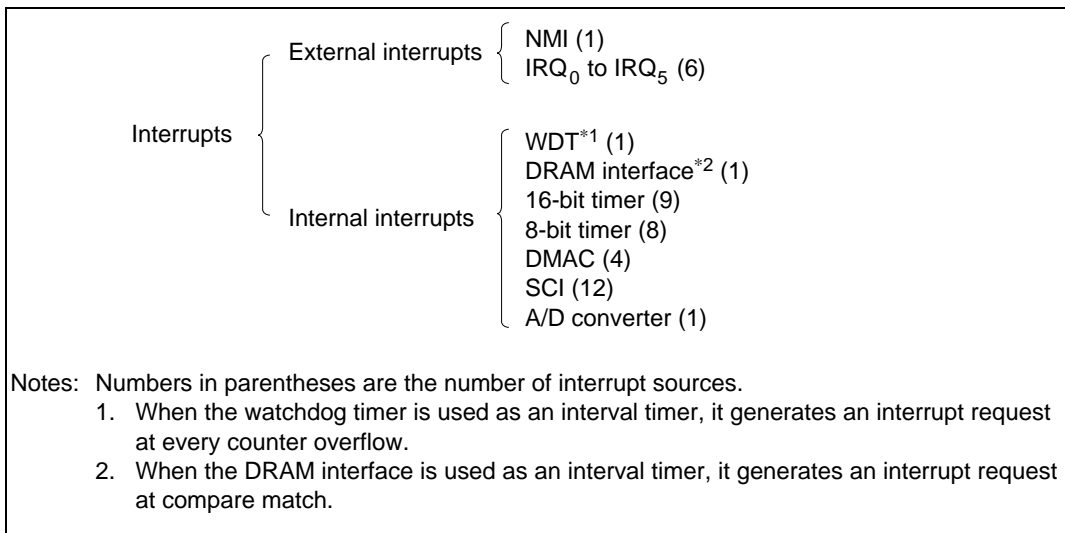 External interrupts
NMI (1)
IRQ0 to IRQ5 (6)
Interrupts
Internal interrupts
WDT*1 (1)
DRAM interface*2 (1)
16-bit timer (9)
8-bit timer (8)
DMAC (4)
SCI (12)
A/D converter (1)
Notes: Numbers in parentheses are the number of interrupt sources.
1. When the watchdog timer is used as an interval timer, it generates an interrupt request
at every counter overflow.
2. When the DRAM interface is used as an interval timer, it generates an interrupt request
at compare match.